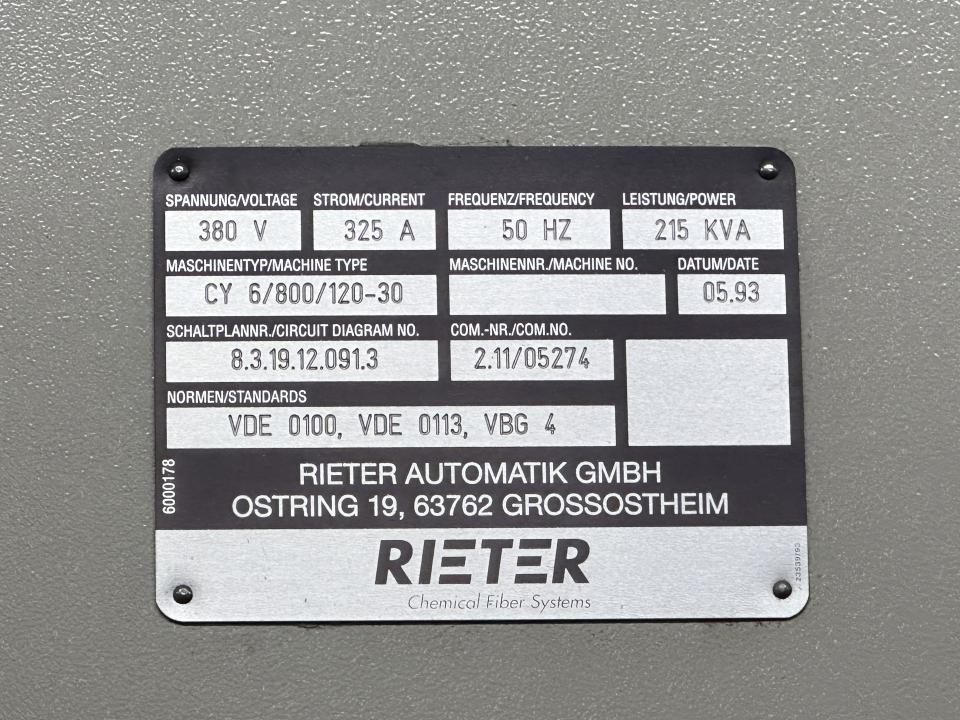 SPANNUNG/VOLTAGE STROM/CURRENT FREQUENZ/FREQUENCY LEISTUNG/POWER
380 V 325 A 50 HZ 215 KVA
MASCHINENTYP/MACHINE TYPE MASCHINENNR./MACHINE NO. DATUM/DATE
CY 6/800/120-30 05.93
SCHALTPLANNR./CIRCUIT DIAGRAM NO. COM.-NR./COM.NO.
8.3.19.12.091.3 2.11/05274
NORMEN/STANDARDS
VDE 0100, VDE 0113, VBG 4
6000178
RIETER AUTOMATIK GMBH
OSTRING 19, 63762 GROSSOSTHEIM
RIETER
Chemical Fiber Systems